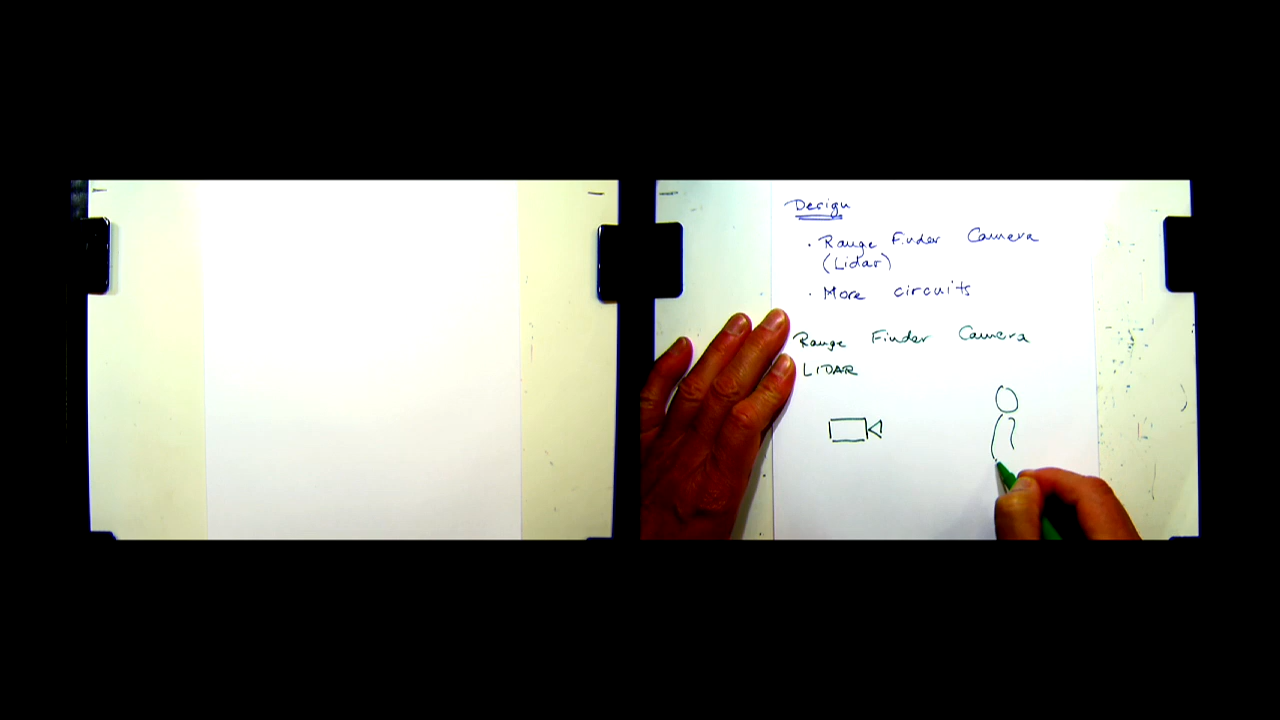 Design
· Range Finder Camera
(Lidar)
· More circuits
Range Finder Camera
LIDAR